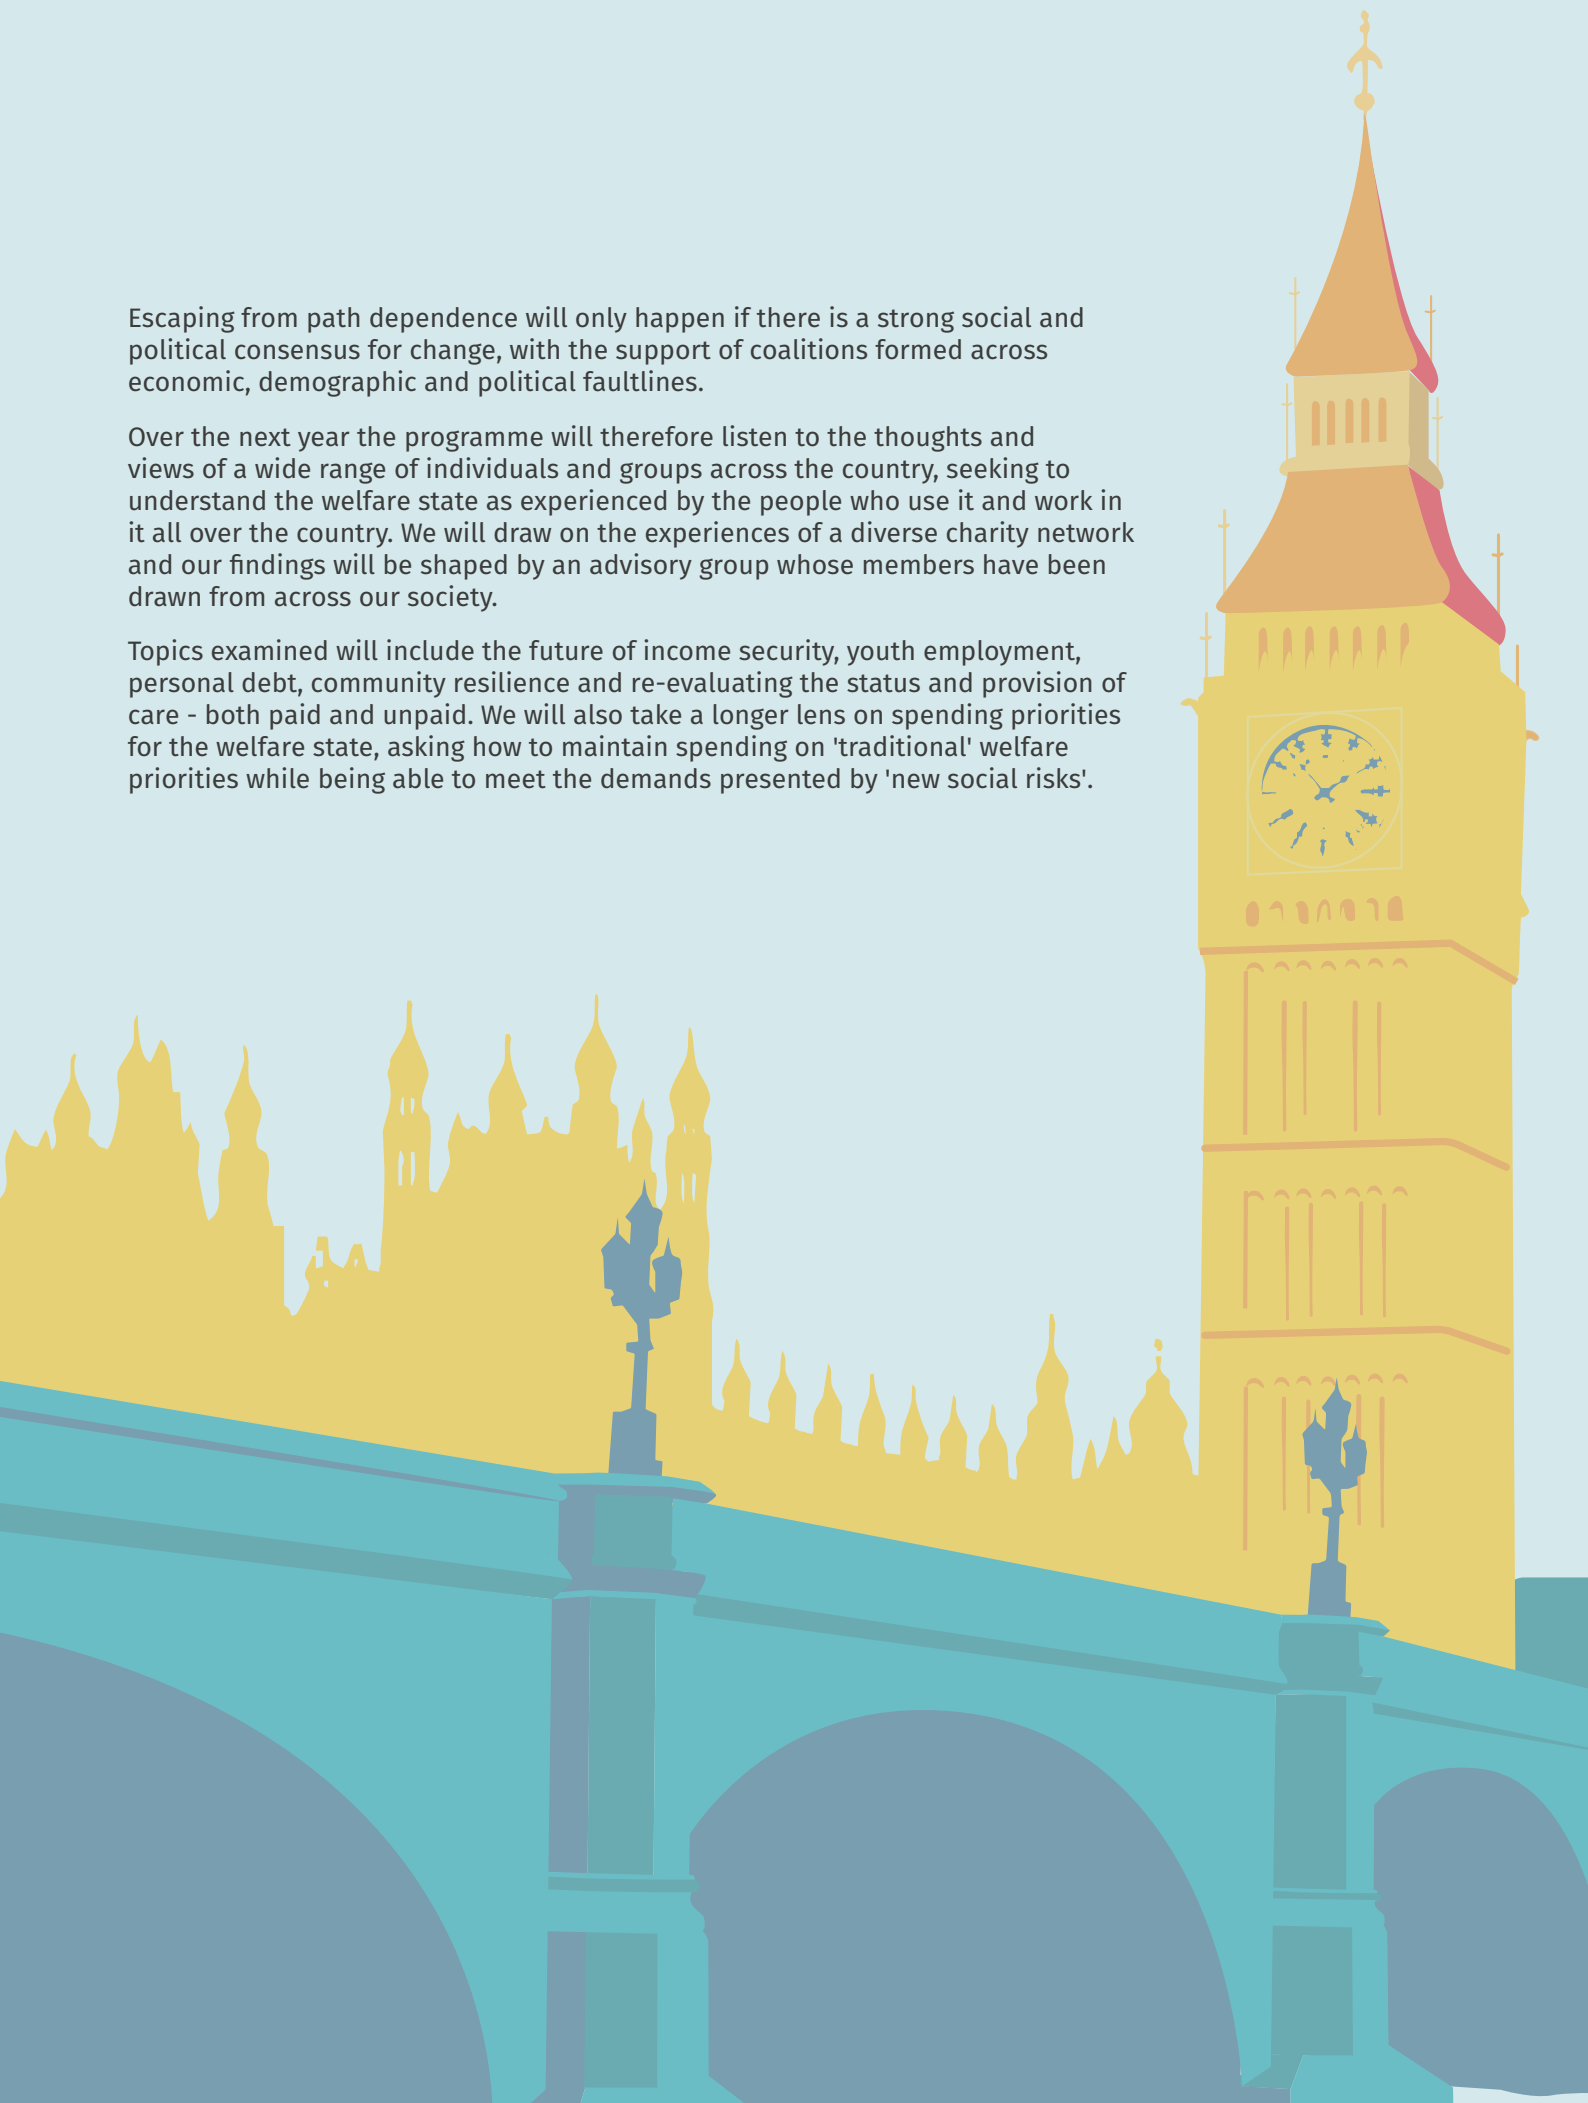 Escaping from path dependence will only happen if there is a strong social and
political consensus for change, with the support of coalitions formed across
economic, demographic and political faultlines.
Over the next year the programme will therefore listen to the thoughts and
views of a wide range of individuals and groups across the country, seeking to
understand the welfare state as experienced by the people who use it and work in
it all over the country. We will draw on the experiences of a diverse charity network
and our findings will be shaped by an advisory group whose members have been
drawn from across our society.
Topics examined will include the future of income security, youth employment,
personal debt, community resilience and re-evaluating the status and provision of
care - both paid and unpaid. We will also take a longer lens on spending priorities
for the welfare state, asking how to maintain spending on 'traditional' welfare
priorities while being able to meet the demands presented by 'new social risks'.